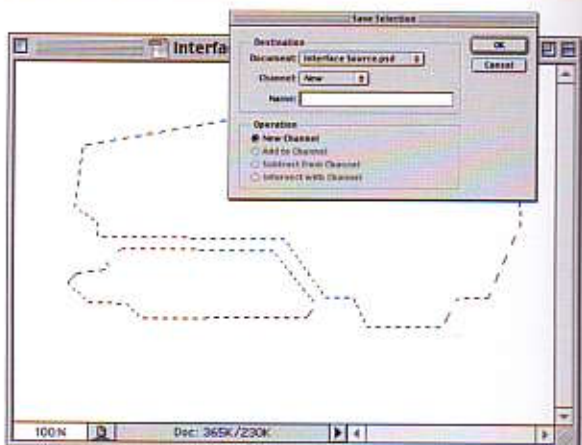 Save Selection
Interfac
Destination
Document: Interface Source.psd
Channel: New
Name:
OK
Cancel
Operation
New Channel
Add to Channel
Subtract from Channel
Intersect with Channel
100%
Doc: 365K/230K